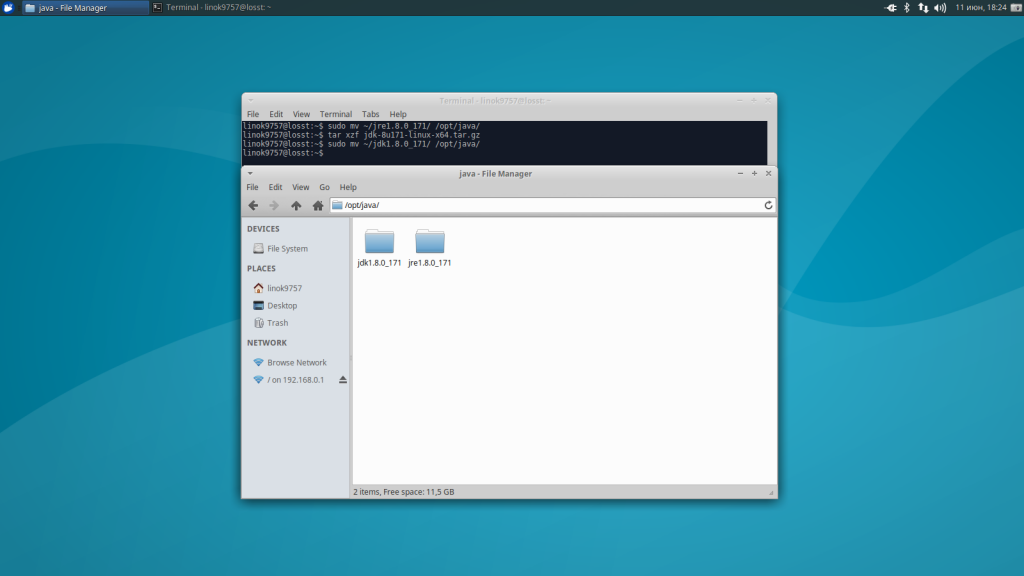 java - File Manager
Terminal - linok9757@losst: ~
11 июн, 18:24
Terminal - linok9757@losst: ~
File Edit View Terminal Tabs Help
linok9757@losst:~$ sudo mv ~/jre1.8.0_171/ /opt/java/
linok9757@losst:~$ tar xzf jdk-8u171-linux-x64.tar.gz
linok9757@losst:~$ sudo mv ~/jdk1.8.0_171/ /opt/java/
linok9757@losst:~$
java - File Manager
File Edit View Go Help
/opt/java/
DEVICES
File System
PLACES
linok9757
Desktop
Trash
NETWORK
Browse Network
/ on 192.168.0.1
jdk1.8.0_171 jre1.8.0_171
2 items, Free space: 11,5 GB